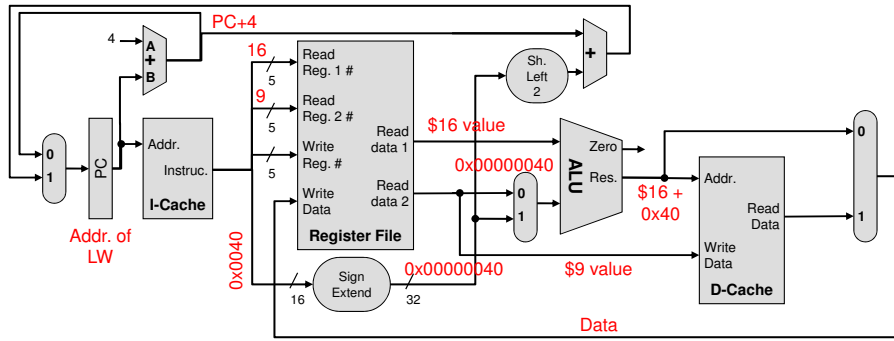 PC+4
4
A
+
B
16
5
Read
Reg. 1 #
9
5
Read
Reg. 2 #
Write
Reg. #
5
Write
Data
Read
data 1
Read
data 2
Register File
Sh.
Left
2
+
0
1
PC
Addr.
Instruc.
I-Cache
Addr. of
LW
0x0040
16
Sign
Extend
32
0x00000040
$16 value
0x00000040
0
1
ALU
Zero
Res.
$16 +
0x40
$9 value
Addr.
Read
Data
Write
Data
D-Cache
0
1
Data